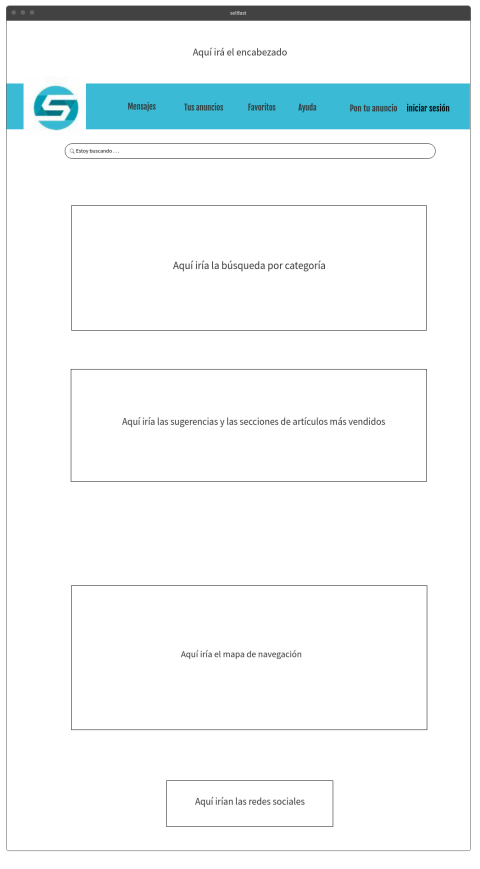 sellfast
Aquí irá el encabezado
Mensajes Tus anuncios Favoritos Ayuda Pon tu anuncio iniciar sesión
Estoy buscando . . .
Aquí iría la búsqueda por categoría
Aquí iría las sugerencias y las secciones de artículos más vendidos
Aquí iría el mapa de navegación
Aquí irían las redes sociales